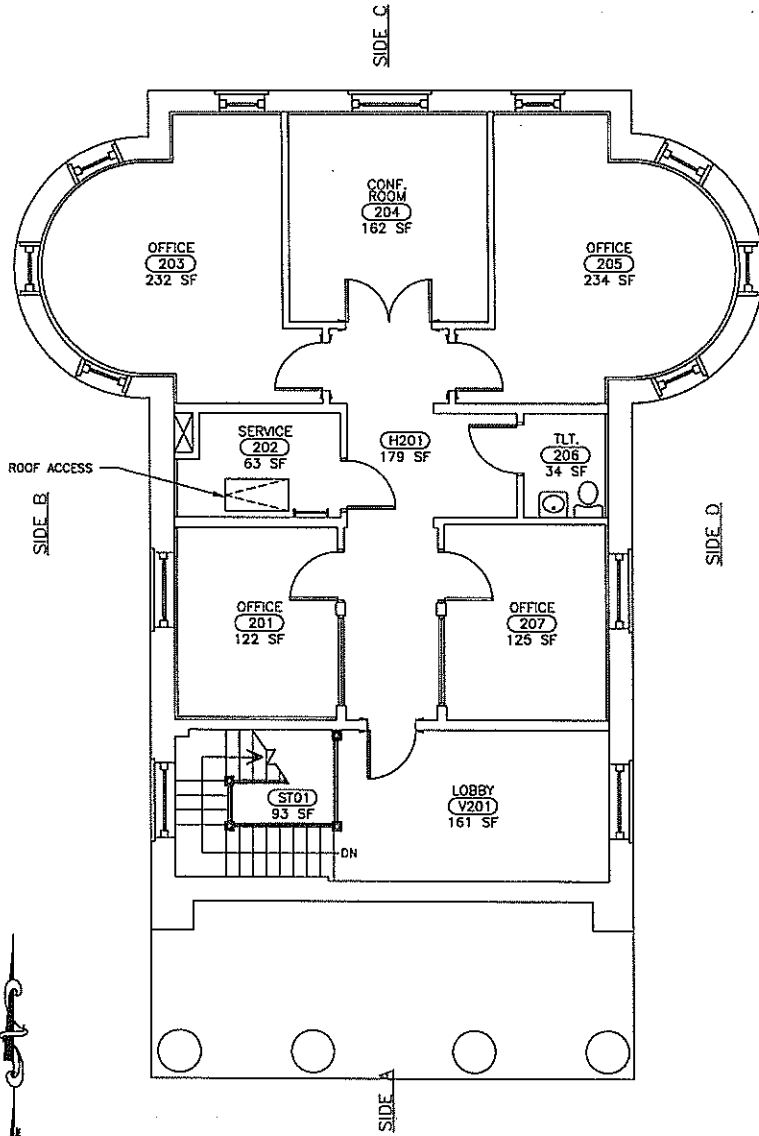 SIDE C
CONF.
ROOM
204
162 SF
OFFICE
203
232 SF
OFFICE
205
234 SF
SERVICE
202
63 SF
H201
179 SF
TLT.
206
34 SF
ROOF ACCESS
SIDE B
SIDE D
OFFICE
201
122 SF
OFFICE
207
125 SF
ST01
93 SF
LOBBY
V201
161 SF
DN
SIDE A